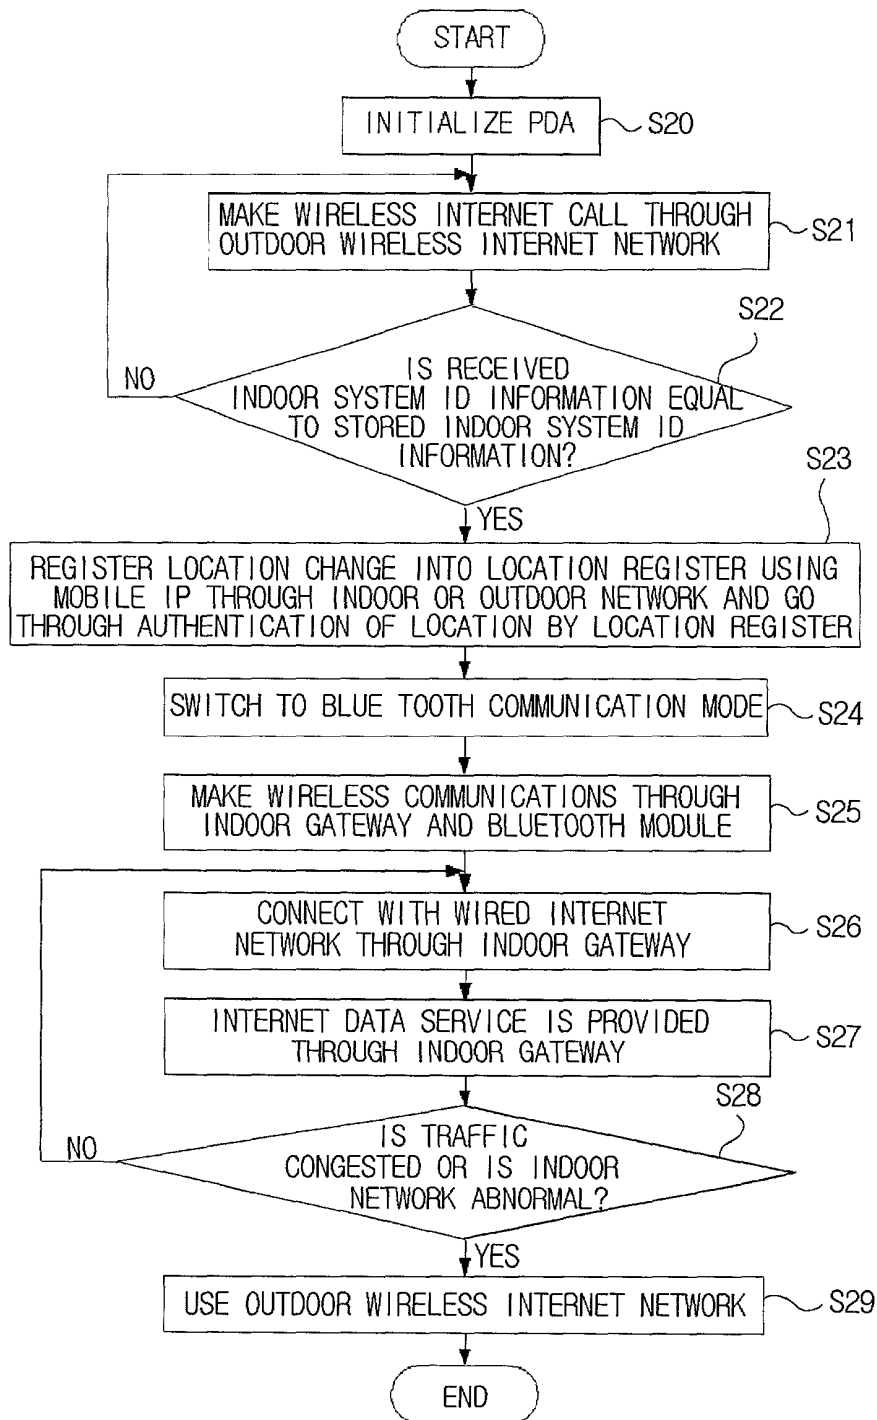 START
INITIALIZE PDA
S20
MAKE WIRELESS INTERNET CALL THROUGH
OUTDOOR WIRELESS INTERNET NETWORK
S21
S22
NO
IS RECEIVED
INDOOR SYSTEM ID INFORMATION EQUAL
TO STORED INDOOR SYSTEM ID
INFORMATION?
YES
S23
REGISTER LOCATION CHANGE INTO LOCATION REGISTER USING
MOBILE IP THROUGH INDOOR OR OUTDOOR NETWORK AND GO
THROUGH AUTHENTICATION OF LOCATION BY LOCATION REGISTER
SWITCH TO BLUE TOOTH COMMUNICATION MODE
S24
MAKE WIRELESS COMMUNICATIONS THROUGH
INDOOR GATEWAY AND BLUETOOTH MODULE
S25
CONNECT WITH WIRED INTERNET
NETWORK THROUGH INDOOR GATEWAY
S26
INTERNET DATA SERVICE IS PROVIDED
THROUGH INDOOR GATEWAY
S27
S28
NO
IS TRAFFIC
CONGESTED OR IS INDOOR
NETWORK ABNORMAL?
YES
USE OUTDOOR WIRELESS INTERNET NETWORK
S29
END